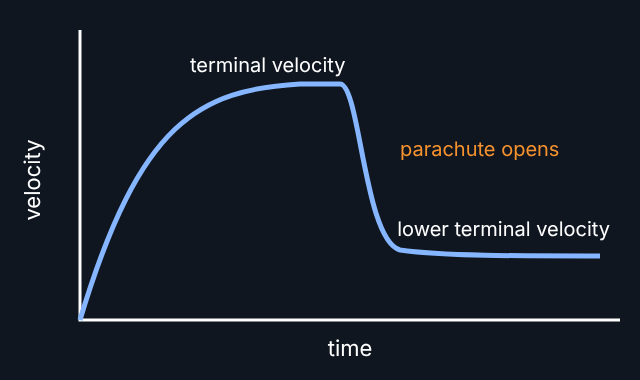 terminal velocity
parachute opens
velocity
lower terminal velocity
time